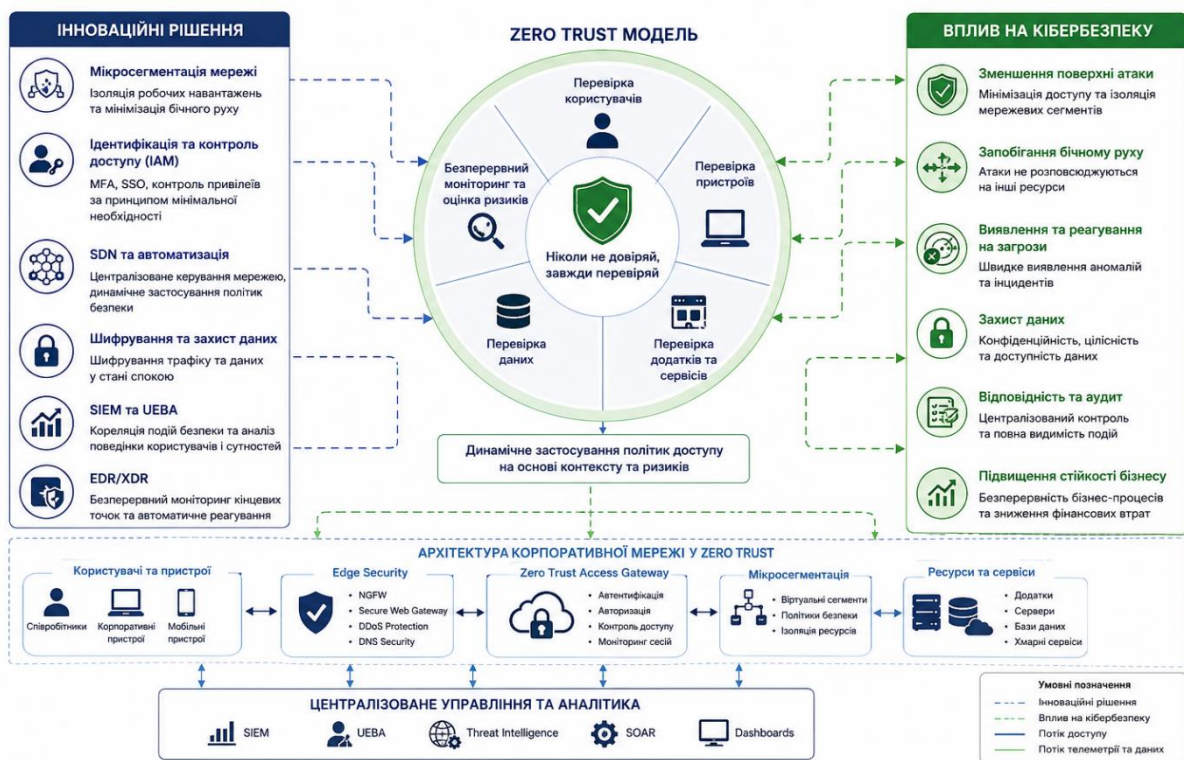 ІННОВАЦІЙНІ РІШЕННЯ
Мікросегментація мережі
Ізоляція робочих навантажень
та мінімізація бічного руху
Ідентифікація та контроль
доступу (IAM)
MFA, SSO, контроль привілеїв
за принципом мінімальної
необхідності
SDN та автоматизація
Централізоване керування мережею,
динамічне застосування політик
безпеки
Шифрування та захист даних
Шифрування трафіку та даних
у стані спокою
SIEM та UEBA
Кореляція подій безпеки та аналіз
поведінки користувачів і сутностей
EDR/XDR
Безперервний моніторинг кінцевих
точок та автоматичне реагування
ZERO TRUST МОДЕЛЬ
Перевірка
користувачів
Безперервний
моніторинг та
оцінка ризиків
Перевірка
пристроїв
Ніколи не довіряй,
завжди перевіряй
Перевірка
даних
Перевірка
додатків та
сервісів
Динамічне застосування політик доступу
на основі контексту та ризиків
ВПЛИВ НА КІБЕРБЕЗПЕКУ
Зменшення поверхні атаки
Мінімізація доступу та ізоляція
мережевих сегментів
Запобігання бічному руху
Атаки не розповсюджуються
на інші ресурси
Виявлення та реагування
на загрози
Швидке виявлення аномалій
та інцидентів
Захист даних
Конфіденційність, цілісність
та доступність даних
Відповідність та аудит
Централізований контроль
та повна видимість подій
Підвищення стійкості бізнесу
Безперервність бізнес-процесів
та зниження фінансових втрат
АРХІТЕКТУРА КОРПОРАТИВНОЇ МЕРЕЖІ У ZERO TRUST
Користувачі та пристрої
Співробітники
Корпоративні
пристрої
Мобільні
пристрої
Edge Security
• NGFW
• Secure Web Gateway
• DDoS Protection
• DNS Security
Zero Trust Access Gateway
• Автентифікація
• Авторизація
• Контроль доступу
• Моніторинг сесій
Мікросегментація
• Віртуальні сегменти
• Політики безпеки
• Ізоляція ресурсів
Ресурси та сервіси
• Додатки
• Сервери
• Бази даних
• Хмарні сервіси
ЦЕНТРАЛІЗОВАНЕ УПРАВЛІННЯ ТА АНАЛІТИКА
SIEM
UEBA
Threat Intelligence
SOAR
Dashboards
Умовні позначення
Інноваційні рішення
Вплив на кібербезпеку
Потік доступу
Потік телеметрії та даних